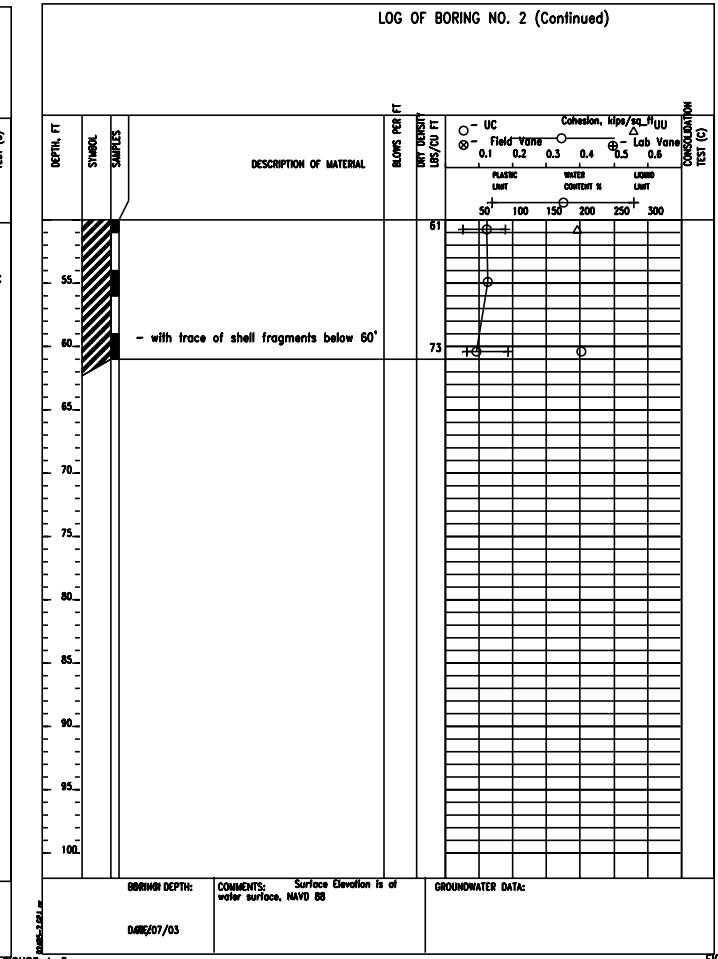 LOG OF BORING NO. 2 (Continued)
DEPTH, FT
SYMBOL
SAMPLES
DESCRIPTION OF MATERIAL
BLOWS PER FT
DRY DENSITY
LBS/CU FT
- UC
Cohesion, kips/sq ft
UU
- Field Vane
- Lab Vane
0.1 0.2 0.3 0.4 0.5 0.6
PLASTIC
LIMIT
WATER
CONTENT %
LIQUID
LIMIT
50 100 150 200 250 300
CONSOLIDATION
TEST (C)
61
55
- with trace of shell fragments below 60'
60
73
65
70
75
80
85
90
95
100
DEPTH:
COMMENTS: Surface Elevation is at
water surface, NAVD 88
GROUNDWATER DATA:
/07/03